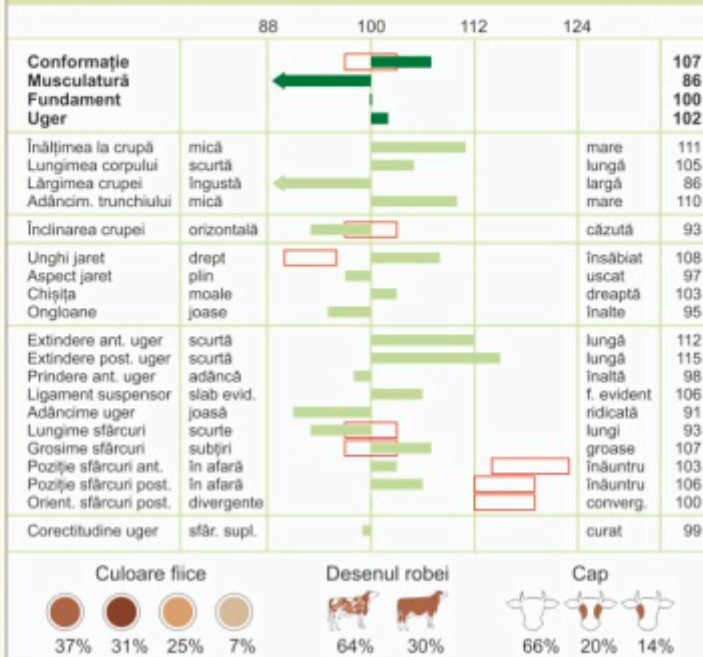 88 100 112 124
Conformație 107
Musculatură 86
Fundament 100
Uger 102
Înălțimea la crupă mică mare 111
Lungimea corpului scurtă lungă 105
Lărgimea crupei îngustă largă 86
Adâncim. trunchiului mică mare 110
Înclinarea crupei orizontală căzută 93
Unghi jaret drept însăbiat 108
Aspect jaret plin uscat 97
Chișița moale dreaptă 103
Ongloane joase înalte 95
Extindere ant. uger scurtă lungă 112
Extindere post. uger scurtă lungă 115
Prindere ant. uger adâncă înaltă 98
Ligament suspensor slab evid. f. evident 106
Adâncime uger joasă ridicată 91
Lungime sfârcuri scurte lungi 93
Grosime sfârcuri subțiri groase 107
Poziție sfârcuri ant. în afară înăuntru 103
Poziție sfârcuri post. în afară înăuntru 106
Orient. sfârcuri post. divergente converg. 100
Corectitudine uger sfâr. supl. curat 99
Culoare fiice Desenul robei Cap
37% 31% 25% 7% 64% 30% 66% 20% 14%